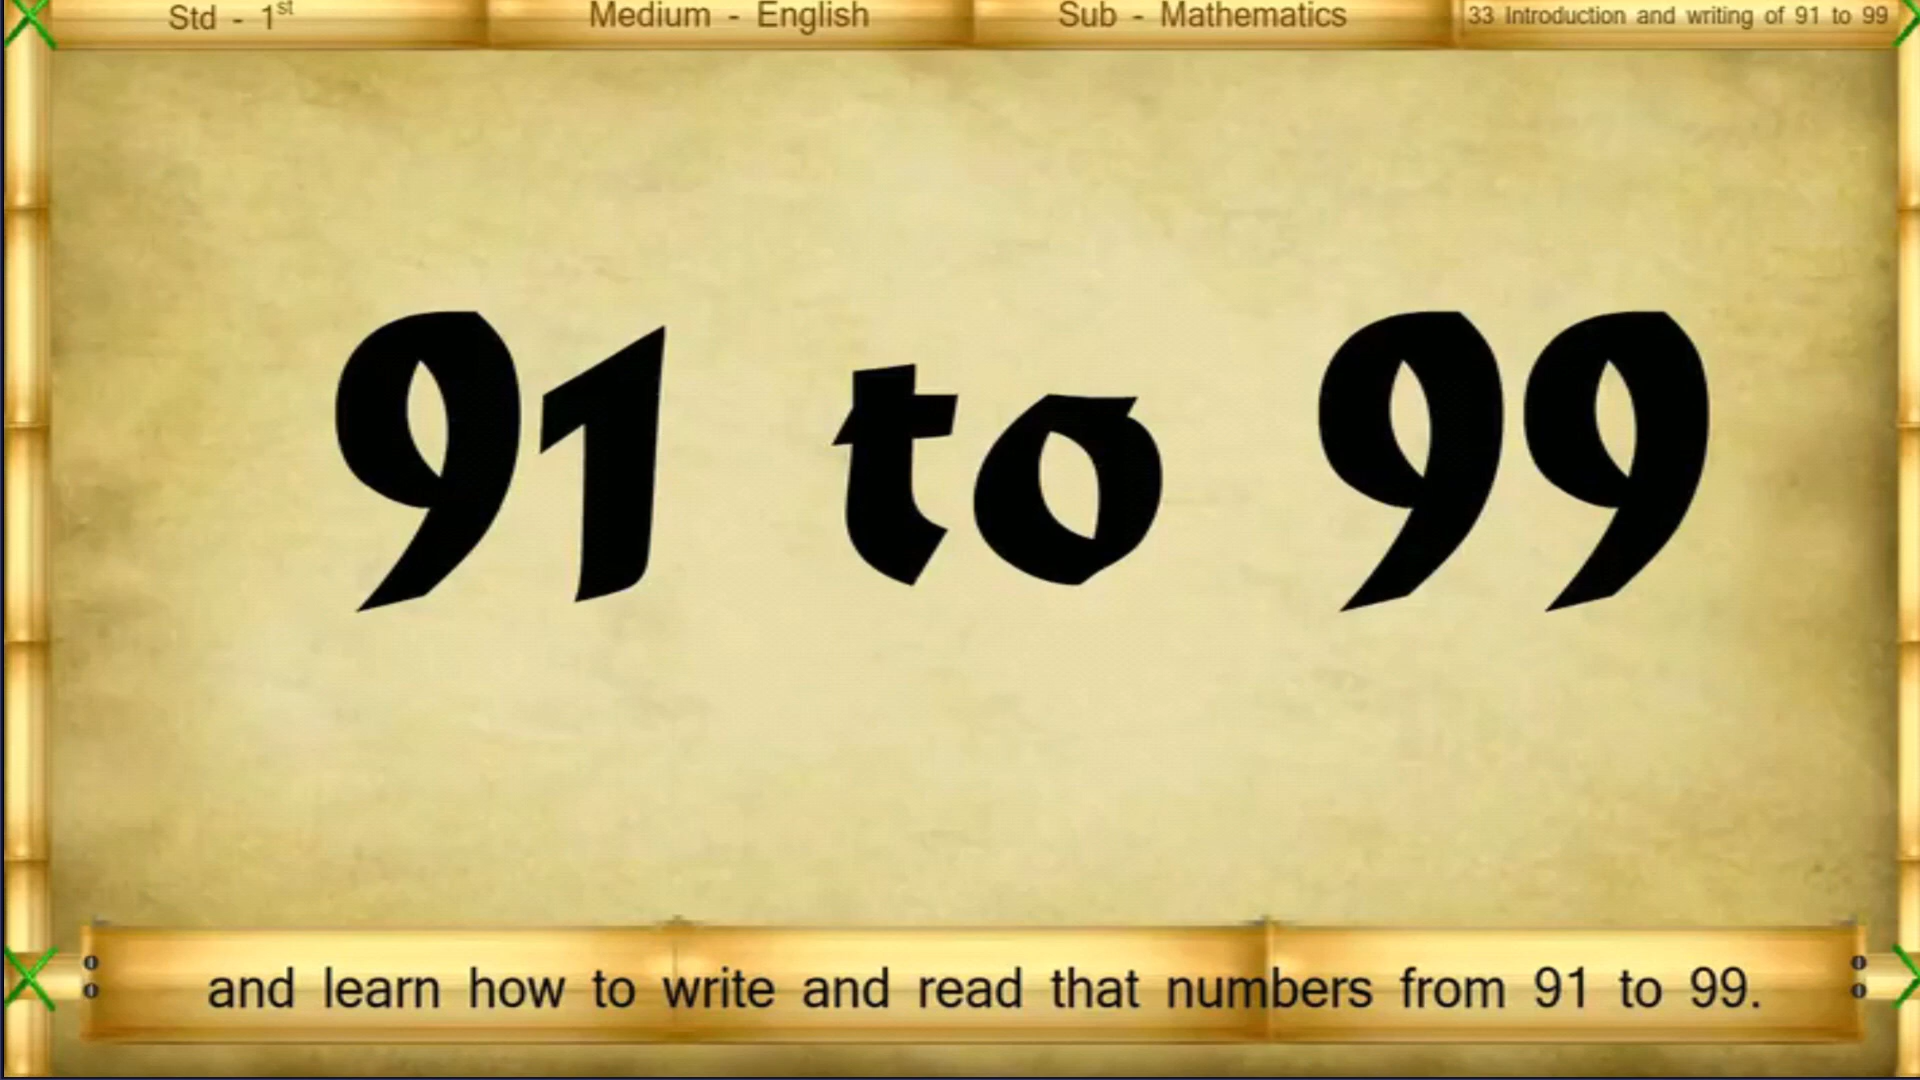 Std - 1st
Medium - English
Sub - Mathematics
33 Introduction and writing of 91 to 99
91 to 99
and learn how to write and read that numbers from 91 to 99.